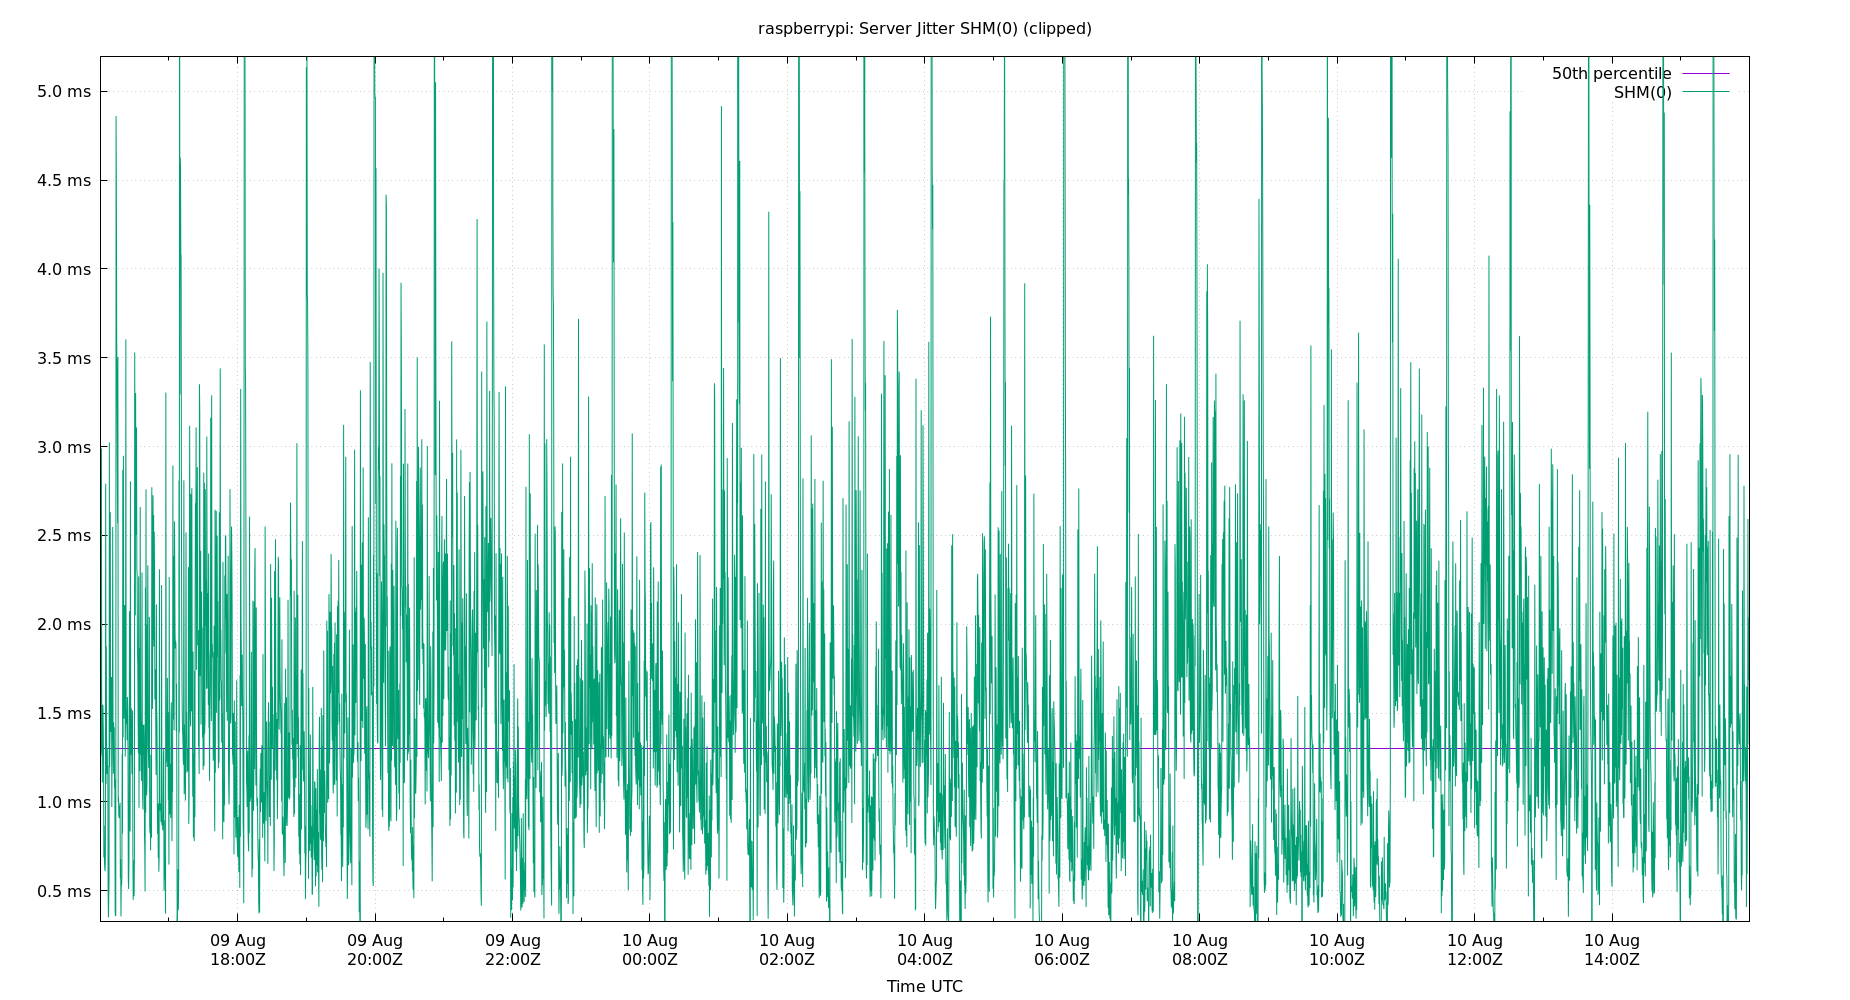 raspberrypi: Server Jitter SHM(0) (clipped)
50th percentile
SHM(0)
5.0 ms
4.5 ms
4.0 ms
3.5 ms
3.0 ms
2.5 ms
2.0 ms
1.5 ms
1.0 ms
0.5 ms
09 Aug 09 Aug 09 Aug 10 Aug 10 Aug 10 Aug 10 Aug 10 Aug 10 Aug 10 Aug 10 Aug
18:00Z 20:00Z 22:00Z 00:00Z 02:00Z 04:00Z 06:00Z 08:00Z 10:00Z 12:00Z 14:00Z
Time UTC